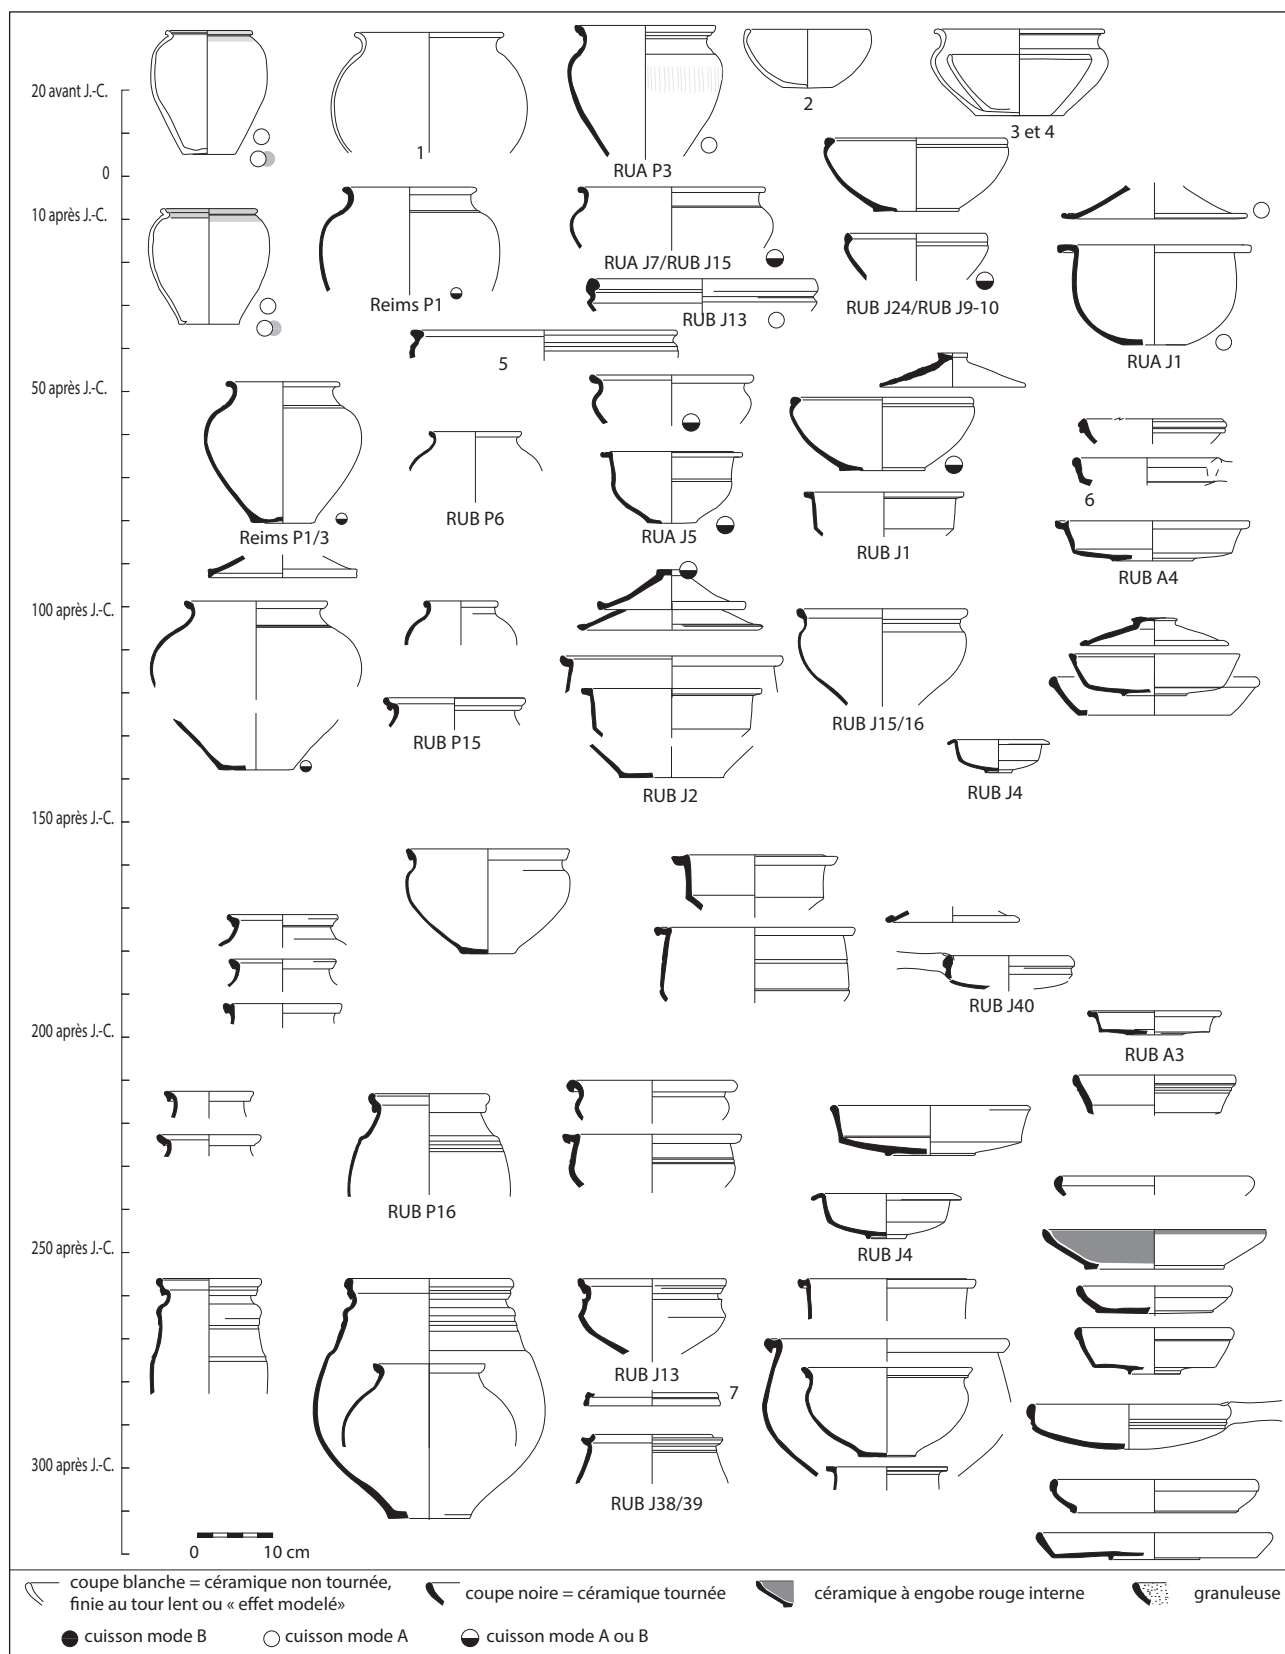 20 avant J.-C.
1
RUA P3
2
3 et 4
0
10 après J.-C.
Reims P1
RUA J7/RUB J15
RUB J13
RUB J24/RUB J9-10
RUA J1
5
50 après J.-C.
Reims P1/3
RUB P6
RUA J5
RUB J1
6
RUB A4
100 après J.-C.
RUB P15
RUB J2
RUB J15/16
RUB J4
150 après J.-C.
RUB J40
200 après J.-C.
RUB A3
RUB P16
RUB J4
250 après J.-C.
RUB J13
7
300 après J.-C.
RUB J38/39
0 10 cm
coupe blanche = céramique non tournée,
finie au tour lent ou « effet modelé»
coupe noire = céramique tournée
céramique à engobe rouge interne
granuleuse
cuisson mode B
cuisson mode A
cuisson mode A ou B